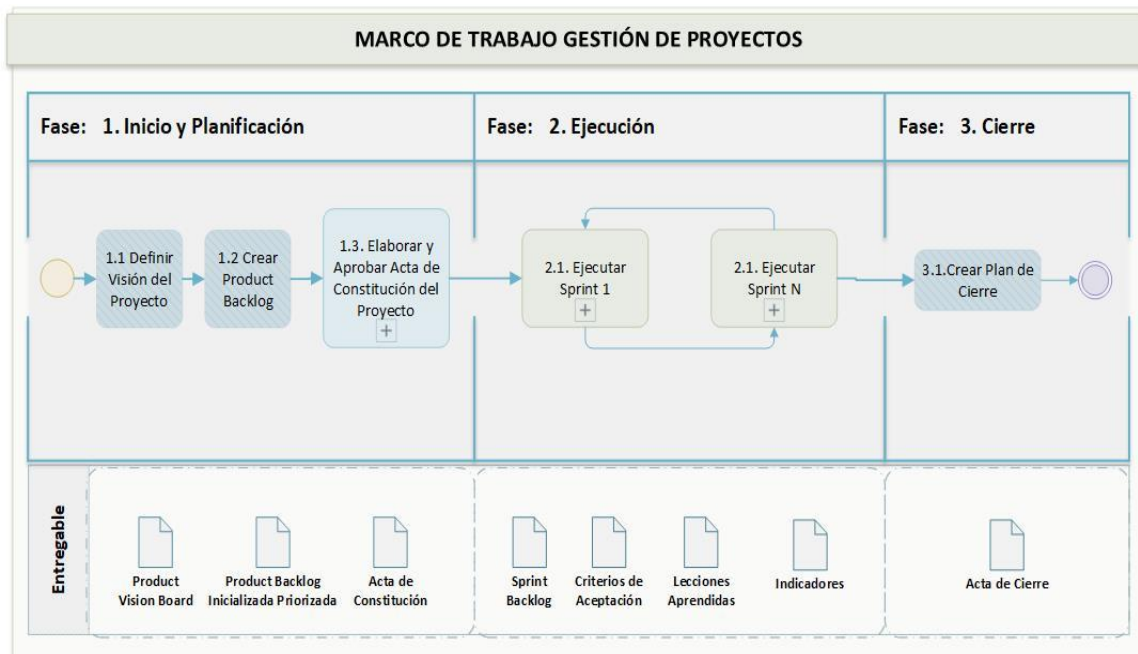 MARCO DE TRABAJO GESTIÓN DE PROYECTOS
Fase: 1. Inicio y Planificación
Fase: 2. Ejecución
Fase: 3. Cierre
1.1 Definir
Visión del
Proyecto
1.2 Crear
Product
Backlog
1.3. Elaborar y
Aprobar Acta de
Constitución del
Proyecto
2.1. Ejecutar
Sprint 1
2.1. Ejecutar
Sprint N
3.1.Crear Plan de
Cierre
Entregable
Product
Vision Board
Product Backlog
Inicializada Priorizada
Acta de
Constitución
Sprint
Backlog
Criterios de
Aceptación
Lecciones
Aprendidas
Indicadores
Acta de Cierre